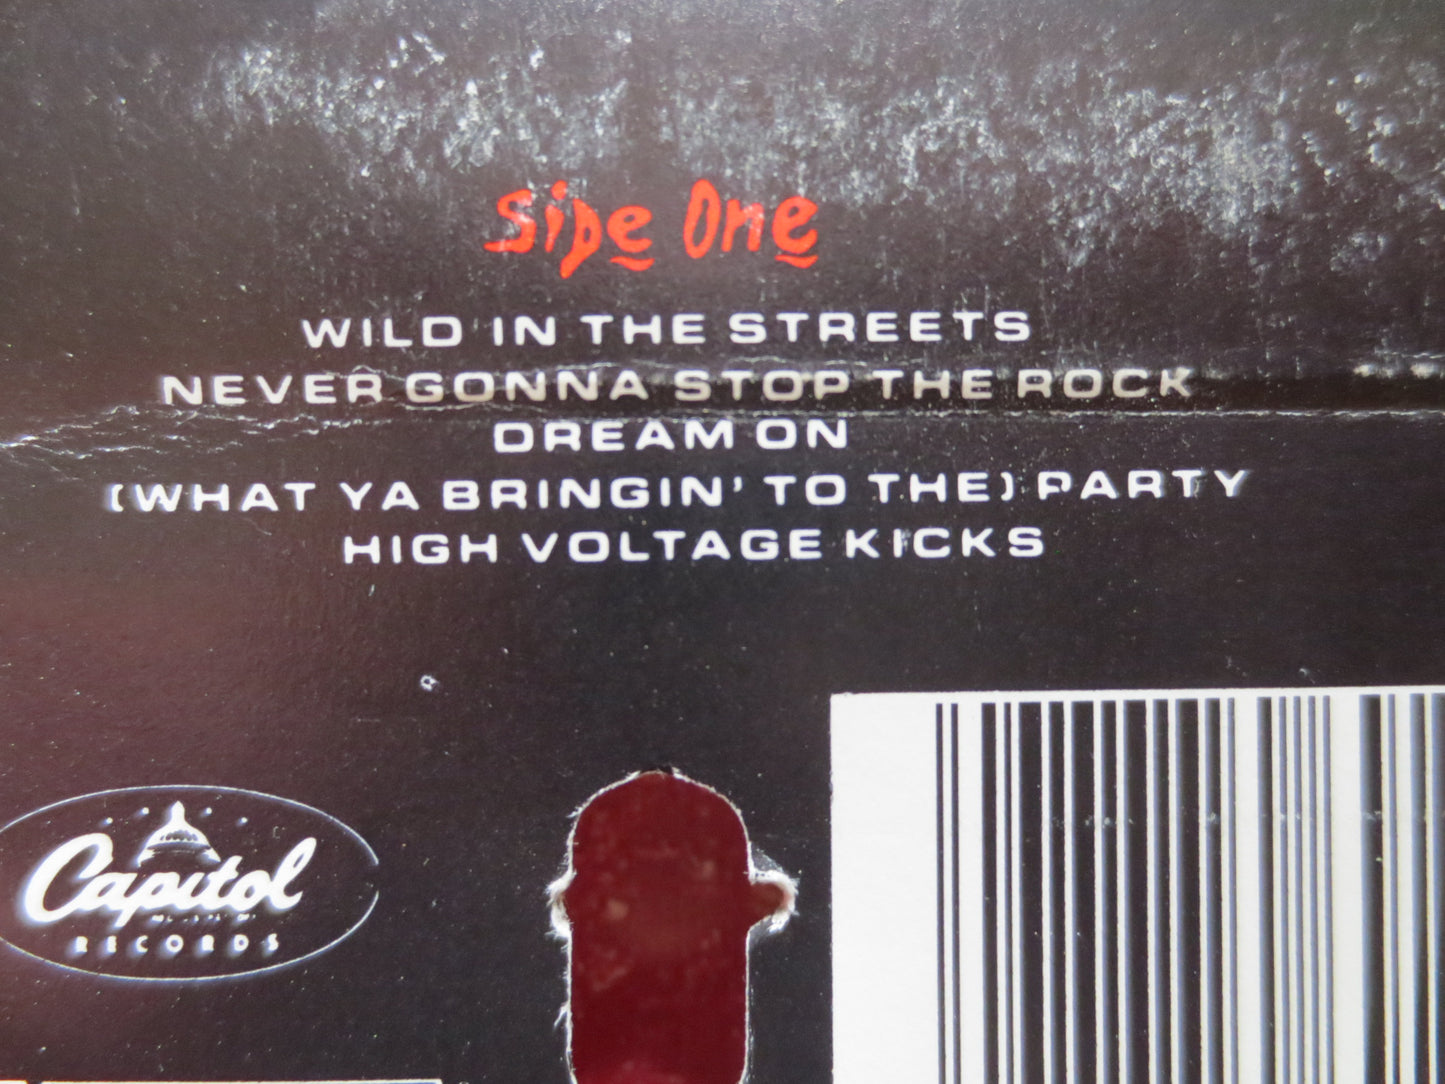 Side One
WILD IN THE STREETS
NEVER GONNA STOP THE ROCK
DREAM ON
(WHAT YA BRINGIN' TO THE) PARTY
HIGH VOLTAGE KICKS
Capitol
RECORDS